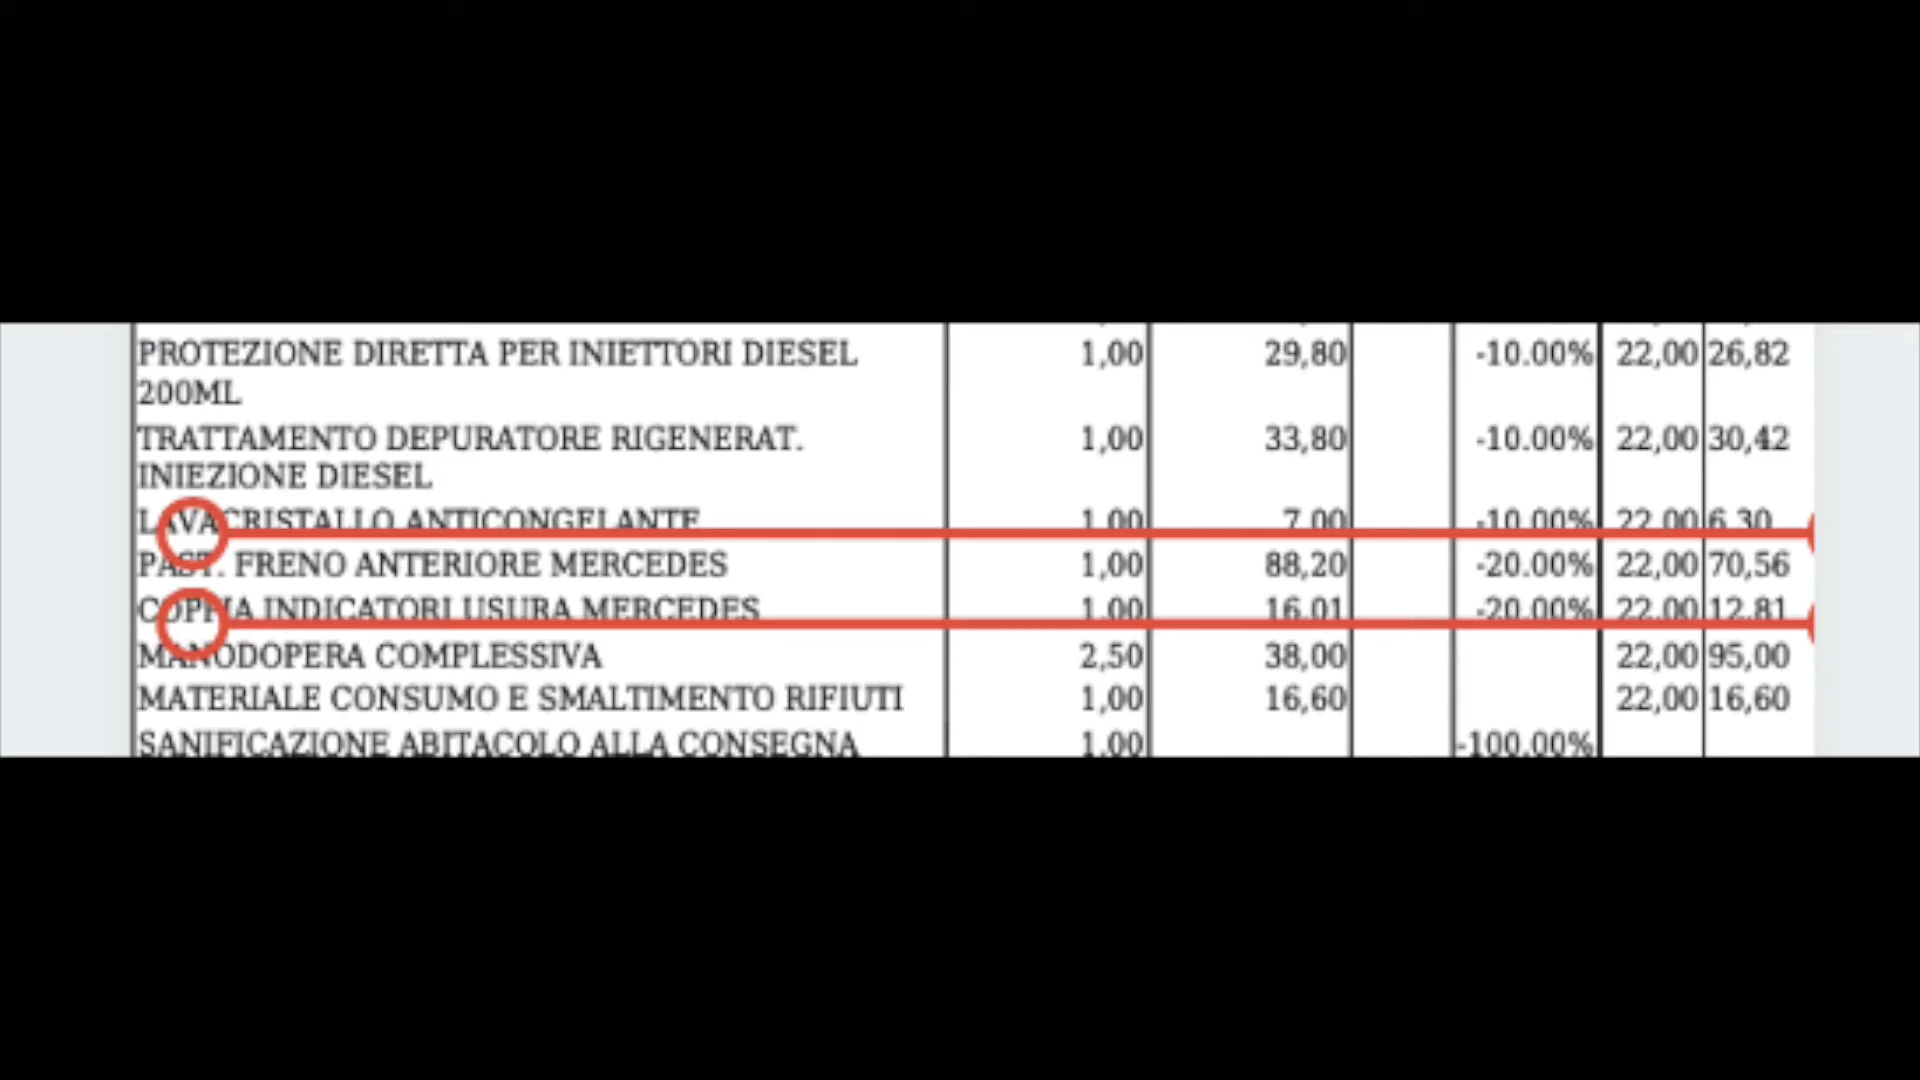 PROTEZIONE DIRETTA PER INIETTORI DIESEL 1,00 29,80 -10.00% 22,00 26,82
200ML
TRATTAMENTO DEPURATORE RIGENERAT. 1,00 33,80 -10.00% 22,00 30,42
INIEZIONE DIESEL
LAVACRISTALLO ANTICONGELANTE 1,00 7,00 -10.00% 22,00 6,30
PAST. FRENO ANTERIORE MERCEDES 1,00 88,20 -20.00% 22,00 70,56
COPPIA INDICATORI USURA MERCEDES 1,00 16,01 -20.00% 22,00 12,81
MANODOPERA COMPLESSIVA 2,50 38,00 22,00 95,00
MATERIALE CONSUMO E SMALTIMENTO RIFIUTI 1,00 16,60 22,00 16,60
SANIFICAZIONE ABITACOLO ALLA CONSEGNA 1,00 -100.00%